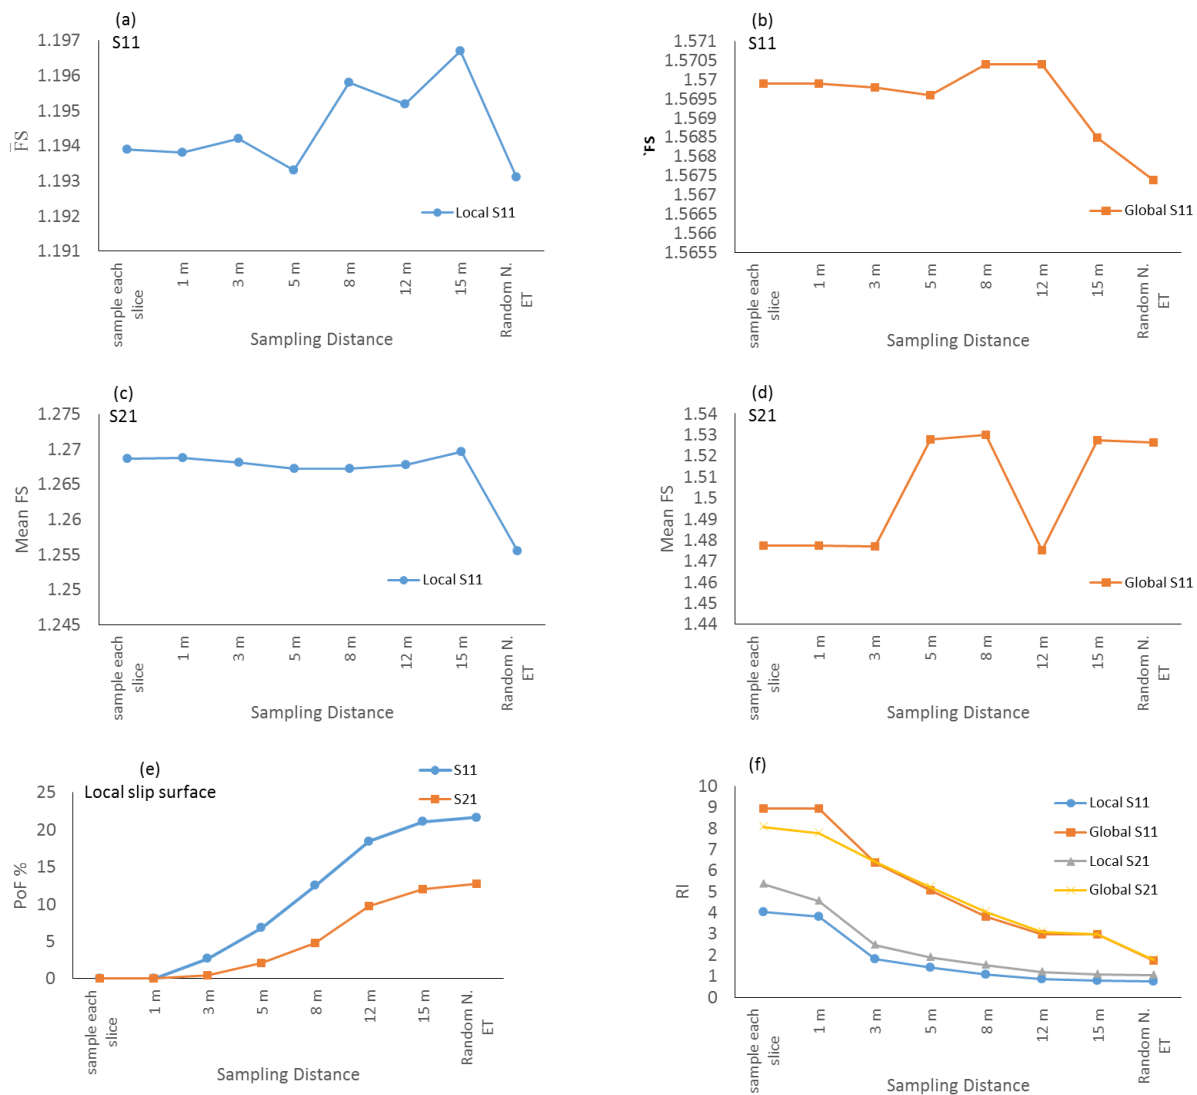 (a)
S11
1.197
1.196
1.195
1.194
1.193
1.192
1.191
F̅S
Local S11
sample each slice
1 m
3 m
5 m
8 m
12 m
15 m
Random N. ET
Sampling Distance
(b)
S11
1.571
1.5705
1.57
1.5695
1.569
1.5685
1.568
1.5675
1.567
1.5665
1.566
1.5655
`FS
Global S11
sample each slice
1 m
3 m
5 m
8 m
12 m
15 m
Random N. ET
Sampling Distance
(c)
S21
1.275
1.27
1.265
1.26
1.255
1.25
1.245
Mean FS
Local S11
sample each slice
1 m
3 m
5 m
8 m
12 m
15 m
Random N. ET
Sampling Distance
(d)
S21
1.54
1.53
1.52
1.51
1.5
1.49
1.48
1.47
1.46
1.45
1.44
Mean FS
Global S11
sample each slice
1 m
3 m
5 m
8 m
12 m
15 m
Random N. ET
Sampling Distance
(e)
Local slip surface
S11
S21
25
20
15
10
5
0
PoF %
sample each slice
1 m
3 m
5 m
8 m
12 m
15 m
Random N. ET
Sampling Distance
(f)
10
9
8
7
6
5
4
3
2
1
0
RI
Local S11
Global S11
Local S21
Global S21
sample each slice
1 m
3 m
5 m
8 m
12 m
15 m
Random N. ET
Sampling Distance